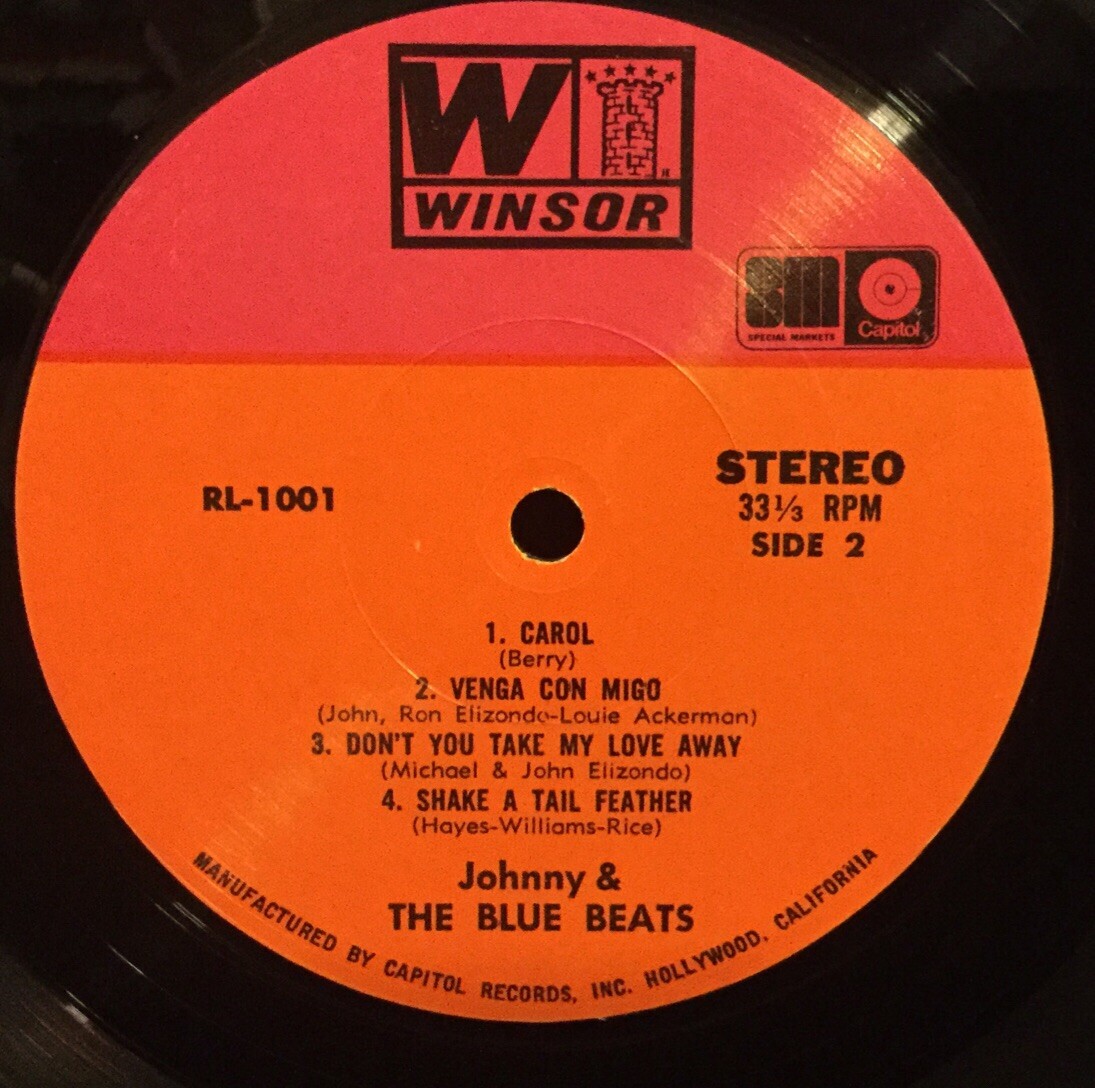 W
WINSOR
SM
SPECIAL MARKETS
Capitol
STEREO
RL-1001
33⅓ RPM
SIDE 2
1. CAROL
(Berry)
2. VENGA CON MIGO
(John, Ron Elizondo-Louie Ackerman)
3. DON'T YOU TAKE MY LOVE AWAY
(Michael & John Elizondo)
4. SHAKE A TAIL FEATHER
(Hayes-Williams-Rice)
Johnny &
THE BLUE BEATS
MANUFACTURED BY CAPITOL RECORDS, INC. HOLLYWOOD, CALIFORNIA